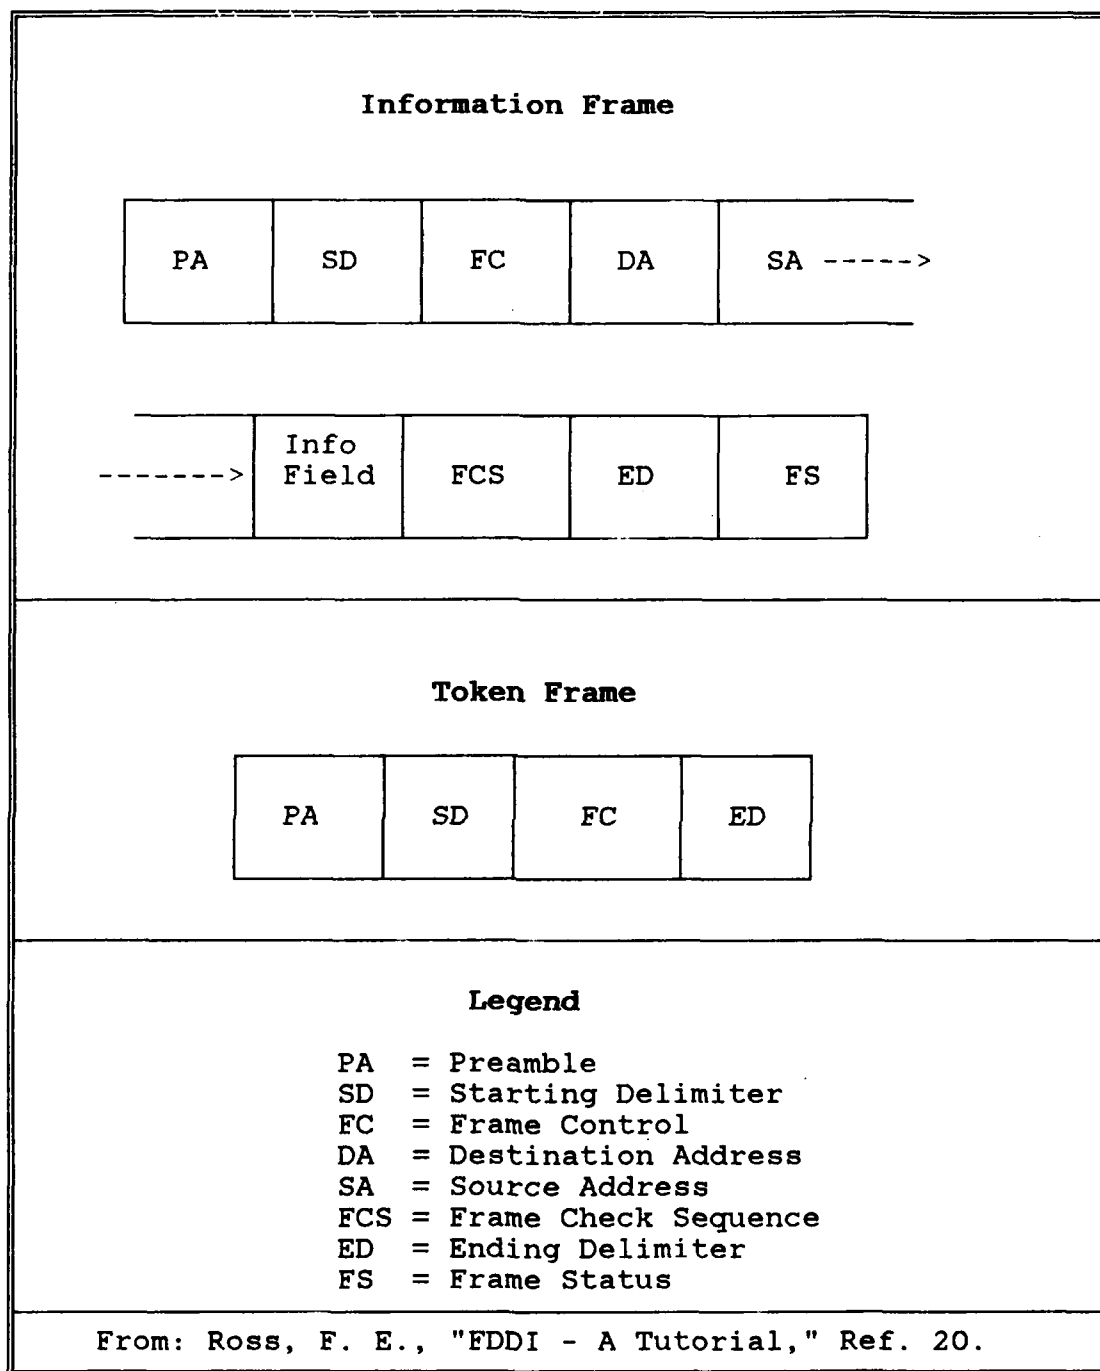 Information Frame
PA SD FC DA SA ----->
-------> Info Field FCS ED FS
Token Frame
PA SD FC ED
Legend
PA = Preamble
SD = Starting Delimiter
FC = Frame Control
DA = Destination Address
SA = Source Address
FCS = Frame Check Sequence
ED = Ending Delimiter
FS = Frame Status
From: Ross, F. E., "FDDI - A Tutorial," Ref. 20.